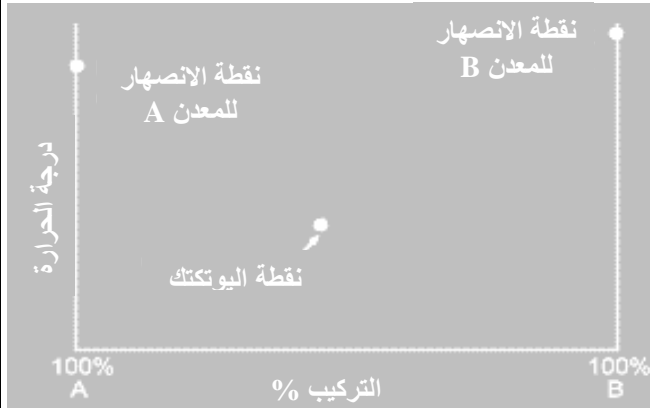 نقطة الانصهار
للمعدن B
نقطة الانصهار
للمعدن A
درجة الحرارة
نقطة اليوتكتك
100%
A
التركيب %
100%
B